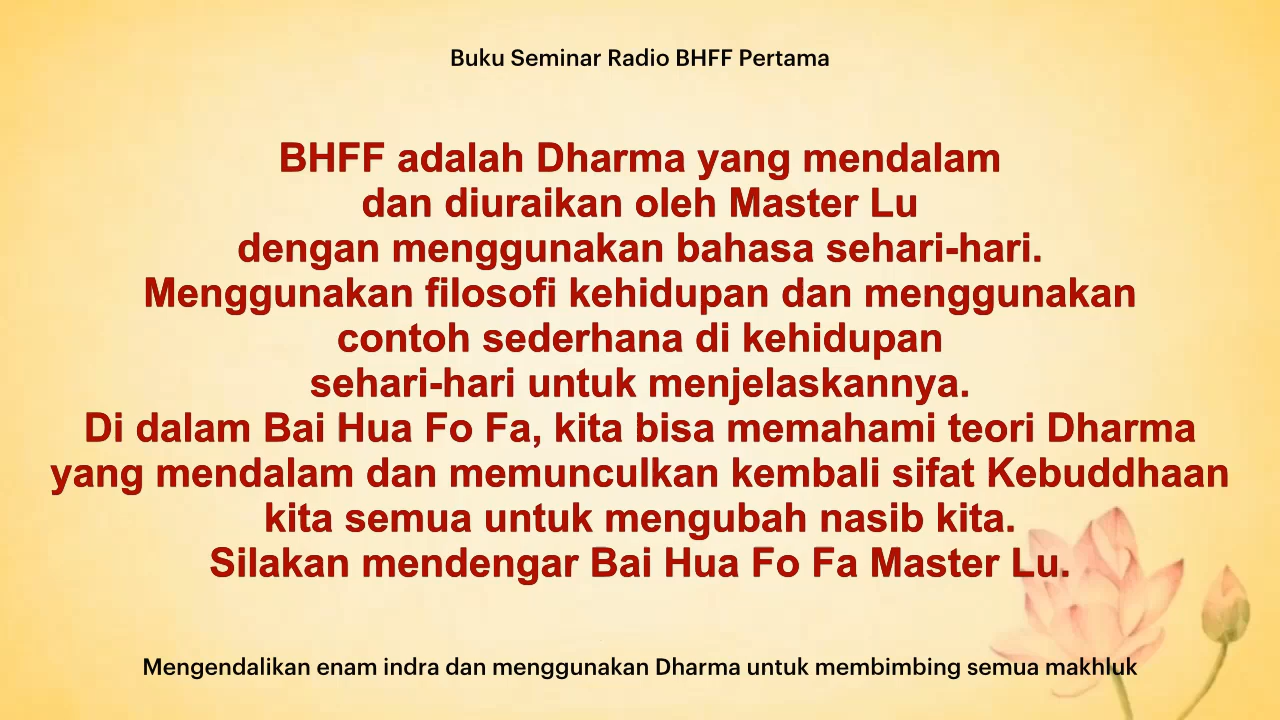 Buku Seminar Radio BHFF Pertama
BHFF adalah Dharma yang mendalam
dan diuraikan oleh Master Lu
dengan menggunakan bahasa sehari-hari.
Menggunakan filosofi kehidupan dan menggunakan
contoh sederhana di kehidupan
sehari-hari untuk menjelaskannya.
Di dalam Bai Hua Fo Fa, kita bisa memahami teori Dharma
yang mendalam dan memunculkan kembali sifat Kebuddhaan
kita semua untuk mengubah nasib kita.
Silakan mendengar Bai Hua Fo Fa Master Lu.
Mengendalikan enam indra dan menggunakan Dharma untuk membimbing semua makhluk